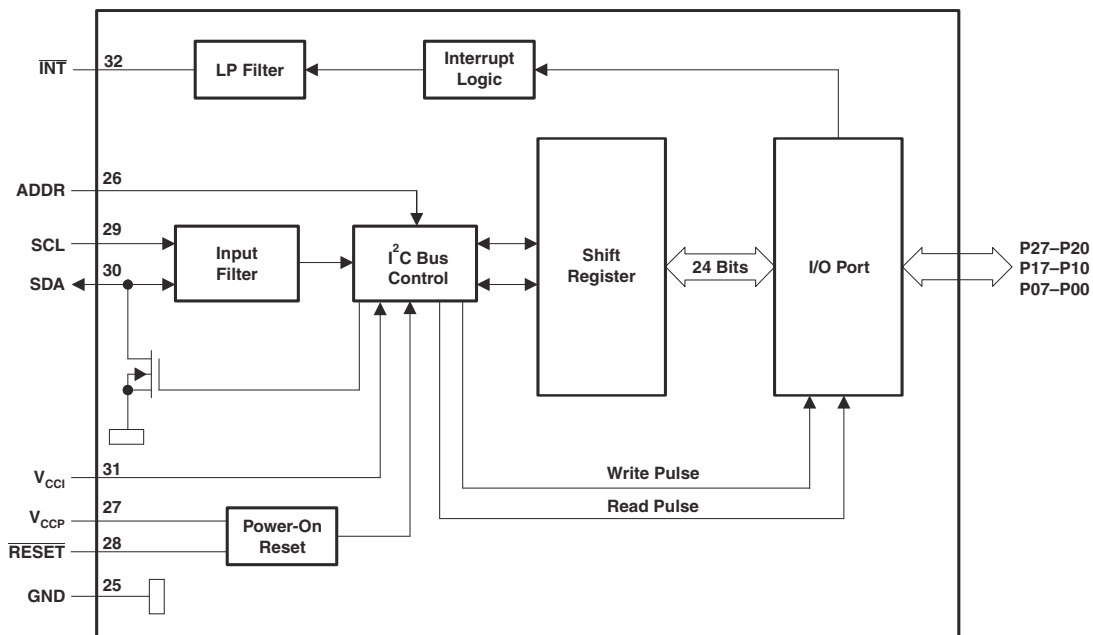 INT
32
LP Filter
Interrupt
Logic
ADDR
26
SCL
29
SDA
30
Input
Filter
I²C Bus
Control
Shift
Register
24 Bits
I/O Port
P27–P20
P17–P10
P07–P00
VCCI
31
VCCP
27
RESET
28
Power-On
Reset
Write Pulse
Read Pulse
GND
25